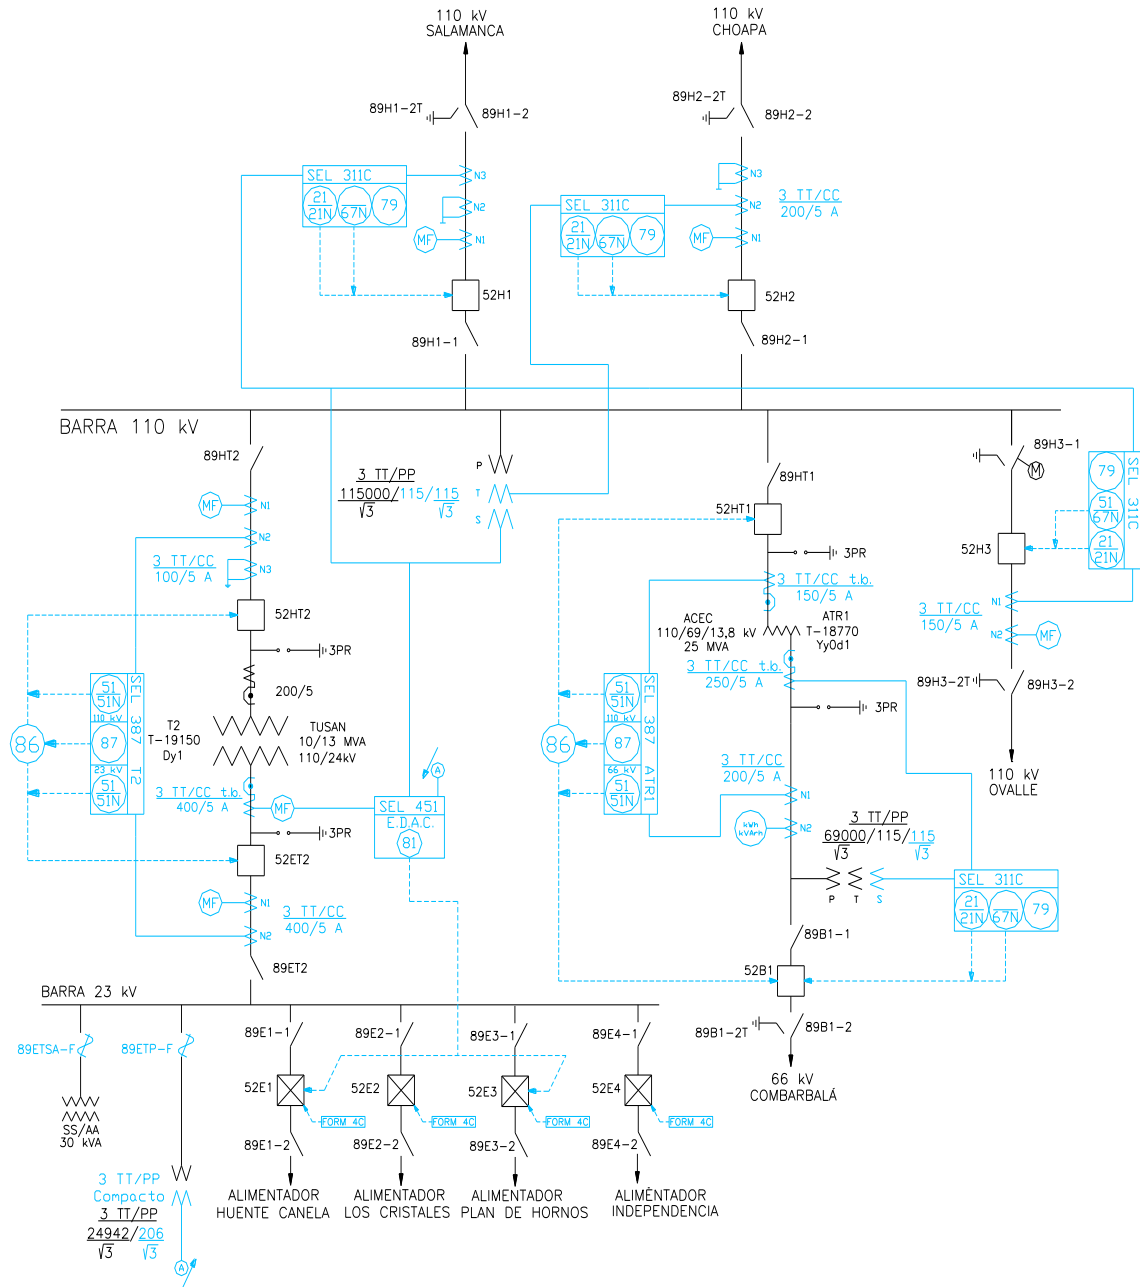 110 kV
SALAMANCA
110 kV
CHOAPA
89H1-2T
89H1-2
89H2-2T
89H2-2
SEL 311C
21
21N
67N
79
N3
N2
N1
MF
SEL 311C
21
21N
67N
79
N3
N2
N1
MF
3 TT/CC
200/5 A
52H1
52H2
89H1-1
89H2-1
BARRA 110 kV
89HT2
MF
N1
N2
N3
3 TT/CC
100/5 A
52HT2
3PR
200/5
T2
T-19150
Dy1
TUSAN
10/13 MVA
110/24kV
86
51
51N
110 kV
87
23 kV
51
51N
SEL 387 T2
3 TT/CC t.b.
400/5 A
MF
3PR
52ET2
MF
N1
N2
3 TT/CC
400/5 A
89ET2
3 TT/PP
115000/115/115
√3 √3
P
T
S
A
SEL 451
E.D.A.C.
81
89HT1
52HT1
3PR
3 TT/CC t.b.
150/5 A
ACEC
110/69/13,8 kV
25 MVA
ATR1
T-18770
Yy0d1
3 TT/CC t.b.
250/5 A
3PR
86
51
51N
110 kV
87
66 kV
51
51N
SEL 387 ATR1
3 TT/CC
200/5 A
N1
N2
kWh
kVArh
3 TT/PP
69000/115/115
√3 √3
P T S
SEL 311C
21
21N
67N
79
89B1-1
52B1
89B1-2T
89B1-2
66 kV
COMBARBALÁ
89H3-1
M
SEL 311C
79
51
67N
21
21N
52H3
3 TT/CC
150/5 A
N1
N2
MF
89H3-2T
89H3-2
110 kV
OVALLE
BARRA 23 kV
89ETSA-F
89ETP-F
SS/AA
30 kVA
3 TT/PP
Compacto
3 TT/PP
24942/206
√3 √3
A
89E1-1
89E2-1
89E3-1
89E4-1
52E1
52E2
52E3
52E4
FORM 4C
FORM 4C
FORM 4C
FORM 4C
89E1-2
89E2-2
89E3-2
89E4-2
ALIMENTADOR
HUENTE CANELA
ALIMENTADOR
LOS CRISTALES
ALIMENTADOR
PLAN DE HORNOS
ALIMENTADOR
INDEPENDENCIA